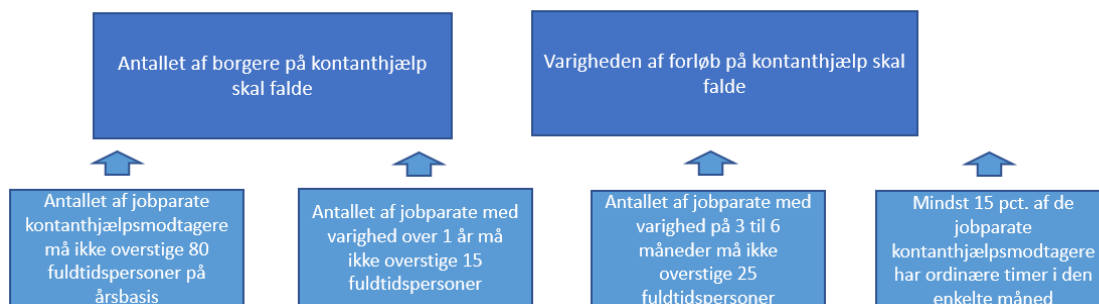 Antallet af borgere på kontanthjælp
skal falde
Varigheden af forløb på kontanthjælp skal
falde
Antallet af jobparate
kontanthjælpsmodtagere
må ikke overstige 80
fuldtidspersoner på
årsbasis
Antallet af jobparate med
varighed over 1 år må
ikke overstige 15
fuldtidspersoner
Antallet af jobparate med
varighed på 3 til 6
måneder må ikke
overstige 25
fuldtidspersoner
Mindst 15 pct. af de
jobparate
kontanthjælpsmodtagere
har ordinære timer i den
enkelte måned